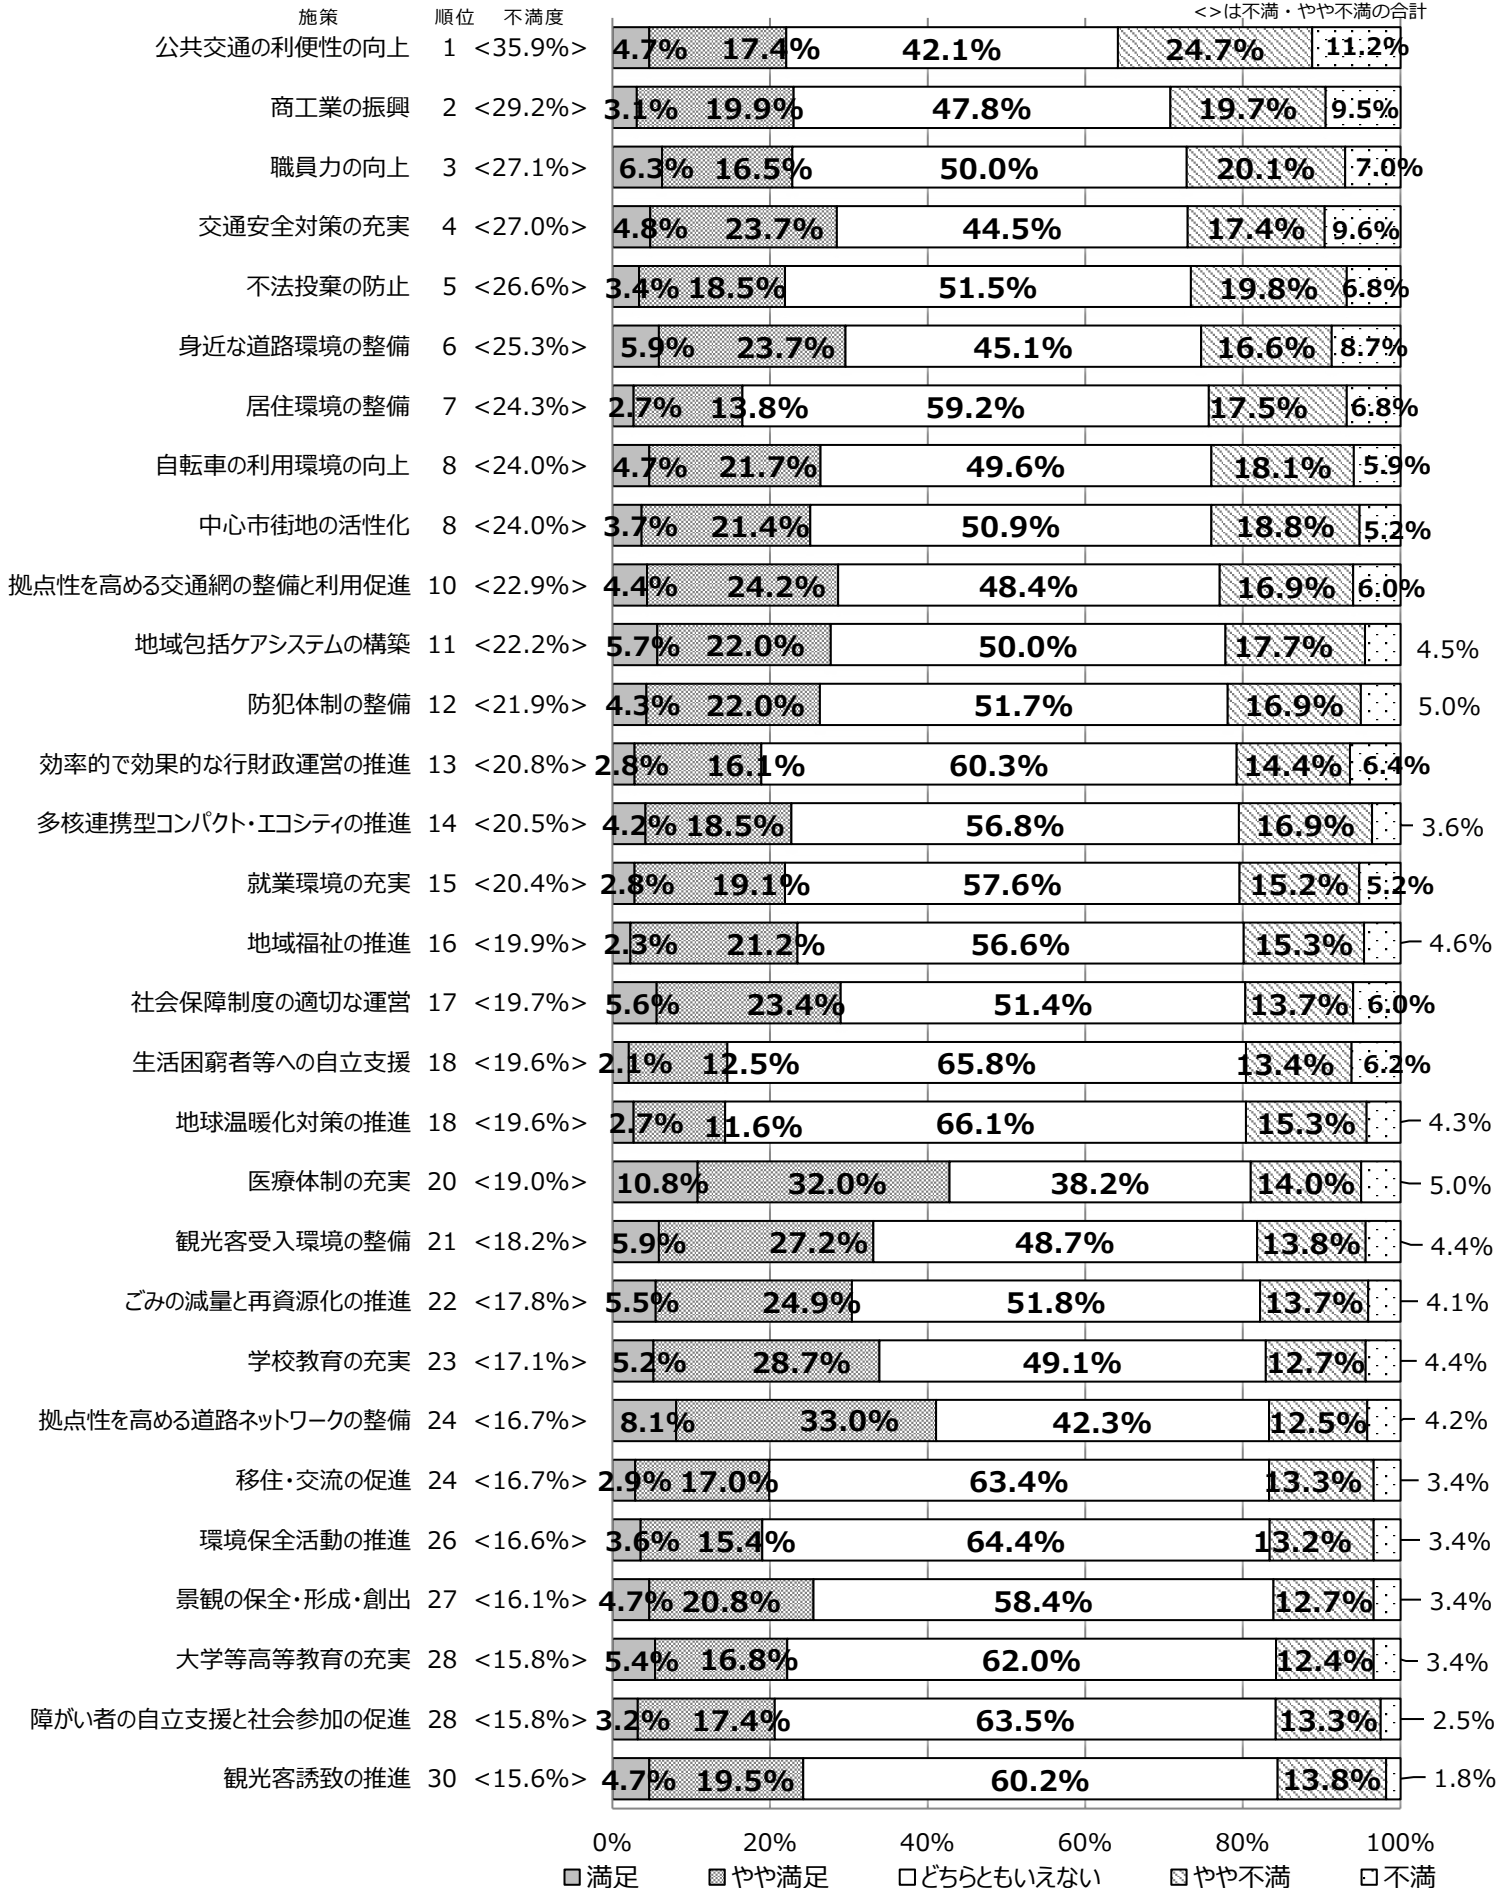 施策 順位 不満度 <>は不満・やや不満の合計
公共交通の利便性の向上 1 <35.9%> 4.7% 17.4% 42.1% 24.7% 11.2%
商工業の振興 2 <29.2%> 3.1% 19.9% 47.8% 19.7% 9.5%
職員力の向上 3 <27.1%> 6.3% 16.5% 50.0% 20.1% 7.0%
交通安全対策の充実 4 <27.0%> 4.8% 23.7% 44.5% 17.4% 9.6%
不法投棄の防止 5 <26.6%> 3.4% 18.5% 51.5% 19.8% 6.8%
身近な道路環境の整備 6 <25.3%> 5.9% 23.7% 45.1% 16.6% 8.7%
居住環境の整備 7 <24.3%> 2.7% 13.8% 59.2% 17.5% 6.8%
自転車の利用環境の向上 8 <24.0%> 4.7% 21.7% 49.6% 18.1% 5.9%
中心市街地の活性化 8 <24.0%> 3.7% 21.4% 50.9% 18.8% 5.2%
拠点性を高める交通網の整備と利用促進 10 <22.9%> 4.4% 24.2% 48.4% 16.9% 6.0%
地域包括ケアシステムの構築 11 <22.2%> 5.7% 22.0% 50.0% 17.7% 4.5%
防犯体制の整備 12 <21.9%> 4.3% 22.0% 51.7% 16.9% 5.0%
効率的で効果的な行財政運営の推進 13 <20.8%> 2.8% 16.1% 60.3% 14.4% 6.4%
多核連携型コンパクト・エコシティの推進 14 <20.5%> 4.2% 18.5% 56.8% 16.9% 3.6%
就業環境の充実 15 <20.4%> 2.8% 19.1% 57.6% 15.2% 5.2%
地域福祉の推進 16 <19.9%> 2.3% 21.2% 56.6% 15.3% 4.6%
社会保障制度の適切な運営 17 <19.7%> 5.6% 23.4% 51.4% 13.7% 6.0%
生活困窮者等への自立支援 18 <19.6%> 2.1% 12.5% 65.8% 13.4% 6.2%
地球温暖化対策の推進 18 <19.6%> 2.7% 11.6% 66.1% 15.3% 4.3%
医療体制の充実 20 <19.0%> 10.8% 32.0% 38.2% 14.0% 5.0%
観光客受入環境の整備 21 <18.2%> 5.9% 27.2% 48.7% 13.8% 4.4%
ごみの減量と再資源化の推進 22 <17.8%> 5.5% 24.9% 51.8% 13.7% 4.1%
学校教育の充実 23 <17.1%> 5.2% 28.7% 49.1% 12.7% 4.4%
拠点性を高める道路ネットワークの整備 24 <16.7%> 8.1% 33.0% 42.3% 12.5% 4.2%
移住・交流の促進 24 <16.7%> 2.9% 17.0% 63.4% 13.3% 3.4%
環境保全活動の推進 26 <16.6%> 3.6% 15.4% 64.4% 13.2% 3.4%
景観の保全・形成・創出 27 <16.1%> 4.7% 20.8% 58.4% 12.7% 3.4%
大学等高等教育の充実 28 <15.8%> 5.4% 16.8% 62.0% 12.4% 3.4%
障がい者の自立支援と社会参加の促進 28 <15.8%> 3.2% 17.4% 63.5% 13.3% 2.5%
観光客誘致の推進 30 <15.6%> 4.7% 19.5% 60.2% 13.8% 1.8%
0% 20% 40% 60% 80% 100%
満足 やや満足 どちらともいえない やや不満 不満